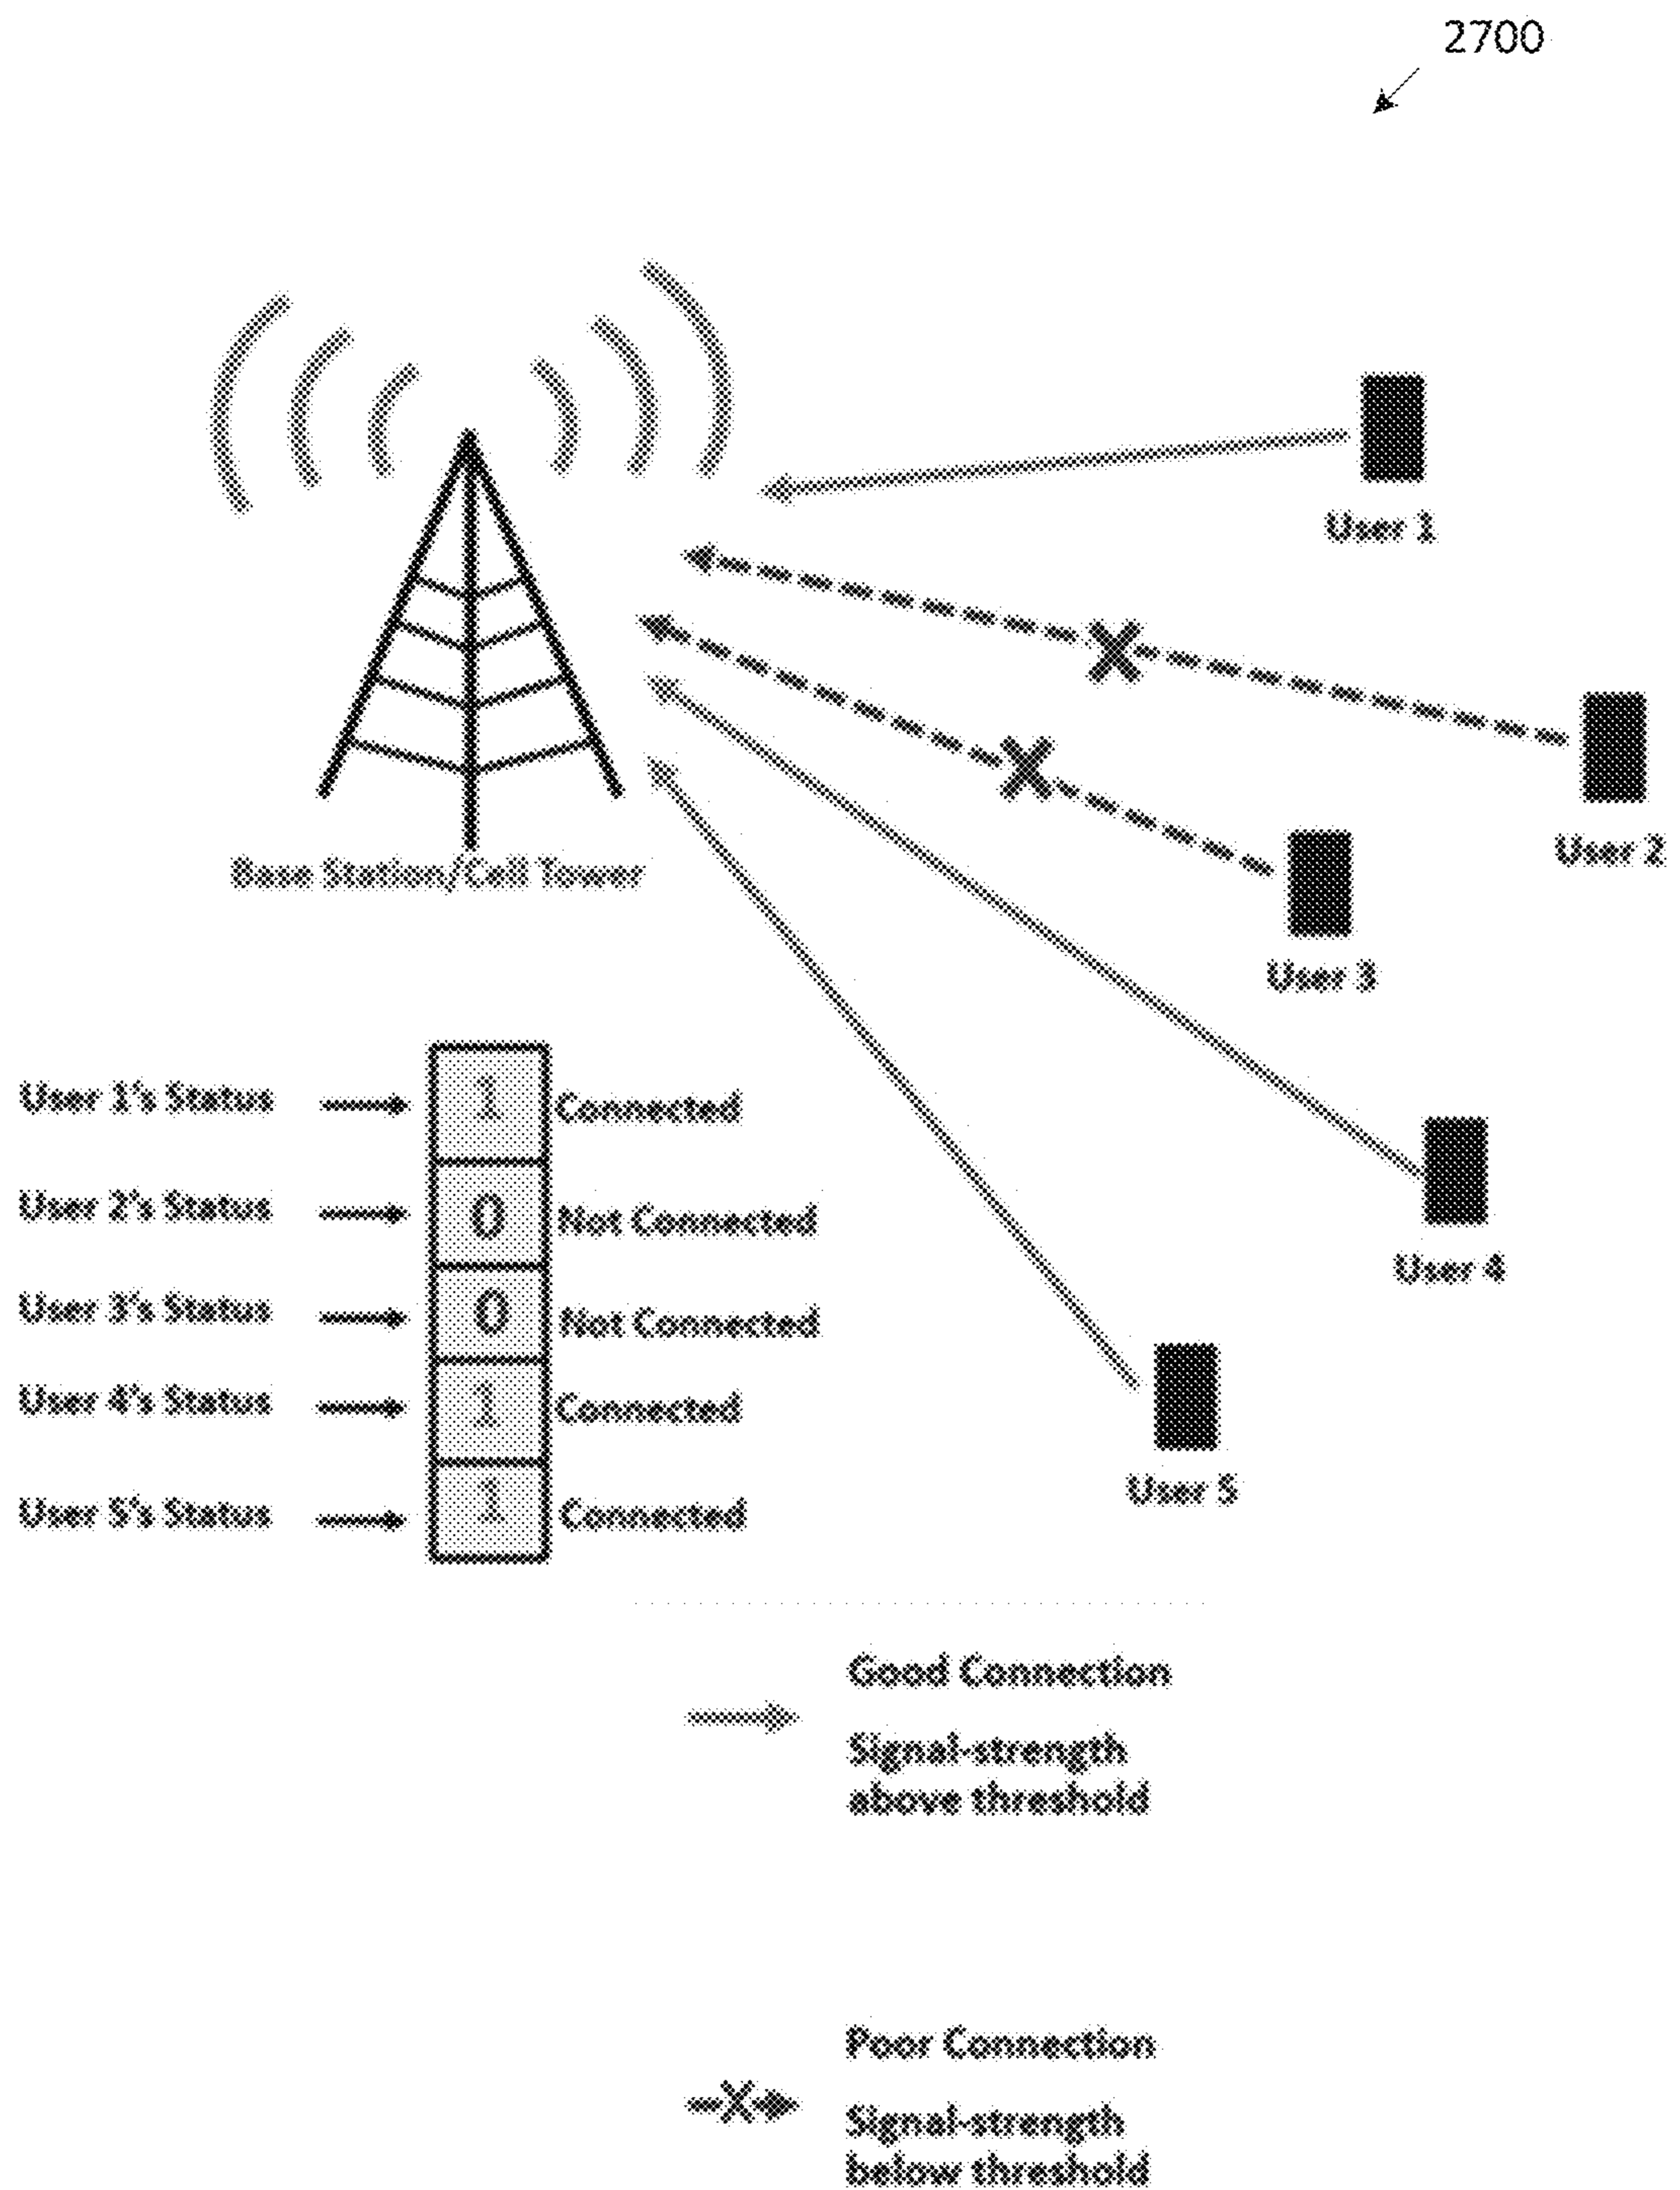 2700
User 1
User 2
Base Station/Cell Tower
User 3
User 1's Status 1 Connected
User 2's Status 0 Not Connected
User 4
User 3's Status 0 Not Connected
User 4's Status 1 Connected
User 5
User 5's Status 1 Connected
Good Connection
Signal-strength
above threshold
Poor Connection
X
Signal-strength
below threshold